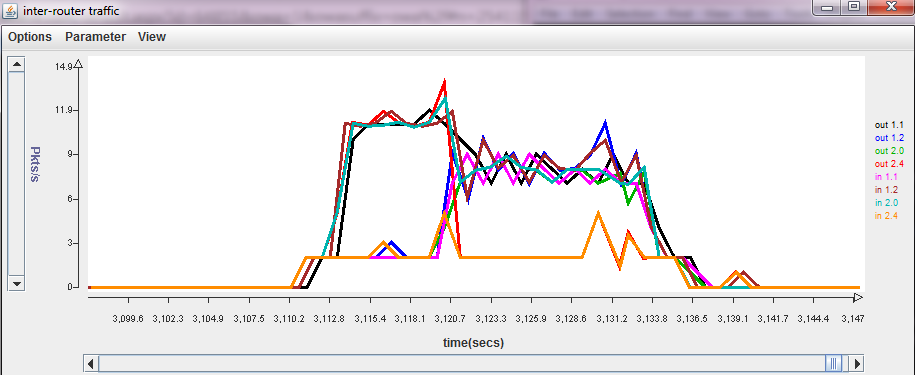 inter-router traffic
Options Parameter View
14.9
11.9
9
6
3
0
Pkts/s
out 1.1
out 1.2
out 2.0
out 2.4
in 1.1
in 1.2
in 2.0
in 2.4
3,099.6 3,102.3 3,104.9 3,107.5 3,110.2 3,112.8 3,115.4 3,118.1 3,120.7 3,123.3 3,125.9 3,128.6 3,131.2 3,133.8 3,136.5 3,139.1 3,141.7 3,144.4 3,147
time(secs)